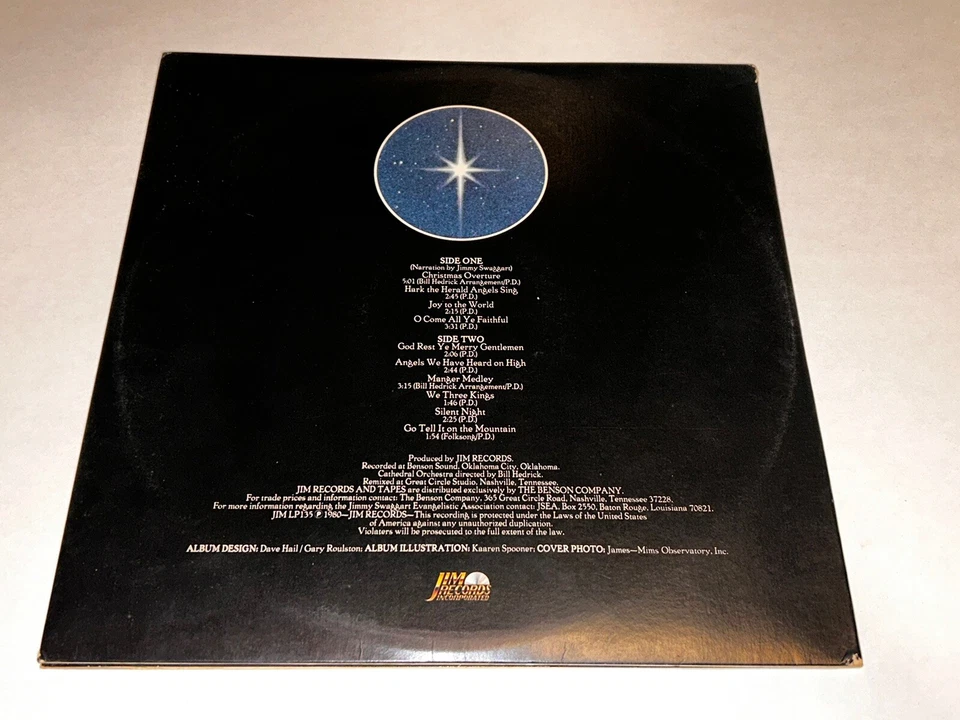 SIDE ONE
(Narration by Jimmy Swaggart)
Christmas Overture
5:01 (Bill Hedrick Arrangement/P.D.)
Hark the Herald Angels Sing
2:45 (P.D.)
Joy to the World
2:15 (P.D.)
O Come All Ye Faithful
3:31 (P.D.)
SIDE TWO
God Rest Ye Merry Gentlemen
2:06 (P.D.)
Angels We Have Heard on High
2:44 (P.D.)
Manger Medley
3:15 (Bill Hedrick Arrangement/P.D.)
We Three Kings
1:46 (P.D.)
Silent Night
2:25 (P.D.)
Go Tell It on the Mountain
1:54 (Folksong/P.D.)
Produced by JIM RECORDS.
Recorded at Benson Sound, Oklahoma City, Oklahoma.
Cathedral Orchestra directed by Bill Hedrick.
Remixed at Great Circle Studio, Nashville, Tennessee.
JIM RECORDS AND TAPES are distributed exclusively by THE BENSON COMPANY.
For trade prices and information contact: The Benson Company, 365 Great Circle Road, Nashville, Tennessee 37228.
For more information regarding the Jimmy Swaggart Evangelistic Association contact: JSEA, Box 2550, Baton Rouge, Louisiana 70821.
JIM LP135 ℗ 1980—JIM RECORDS—This recording is protected under the Laws of the United States
of America against any unauthorized duplication.
Violaters will be prosecuted to the full extent of the law.
ALBUM DESIGN: Dave Hail / Gary Roulston: ALBUM ILLUSTRATION: Kaaren Spooner: COVER PHOTO: James—Mims Observatory, Inc.
JIM
RECORDS
INCORPORATED